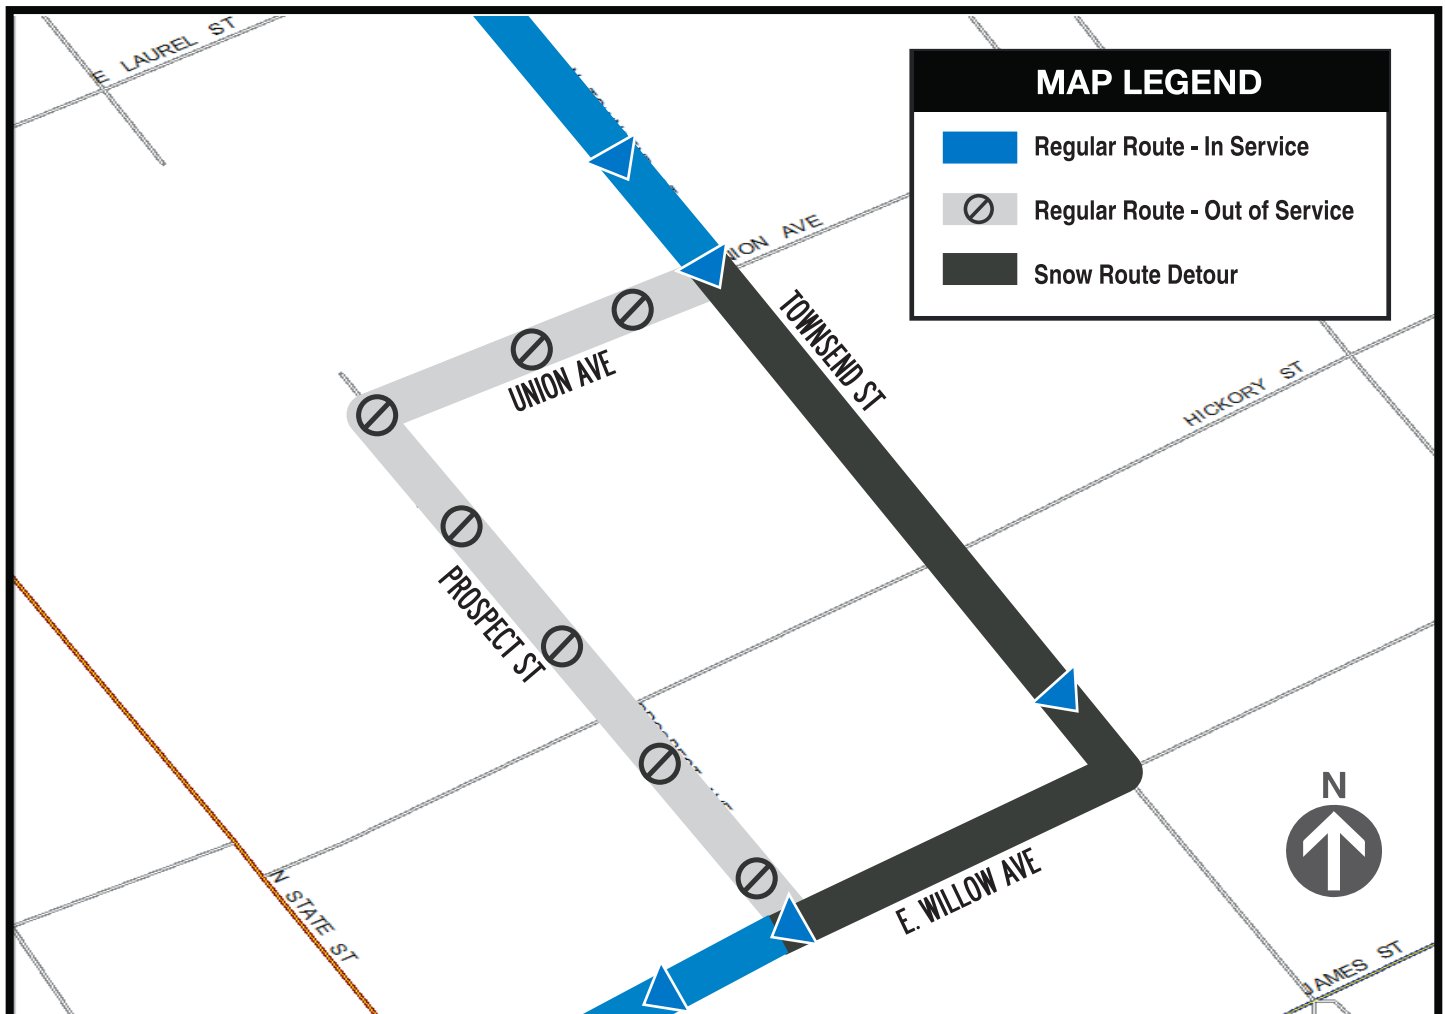 E LAUREL ST
MAP LEGEND
Regular Route - In Service
Regular Route - Out of Service
Snow Route Detour
AVE
TOWNSEND ST
UNION AVE
HICKORY ST
PROSPECT ST
N
E. WILLOW AVE
N STATE ST
JAMES ST